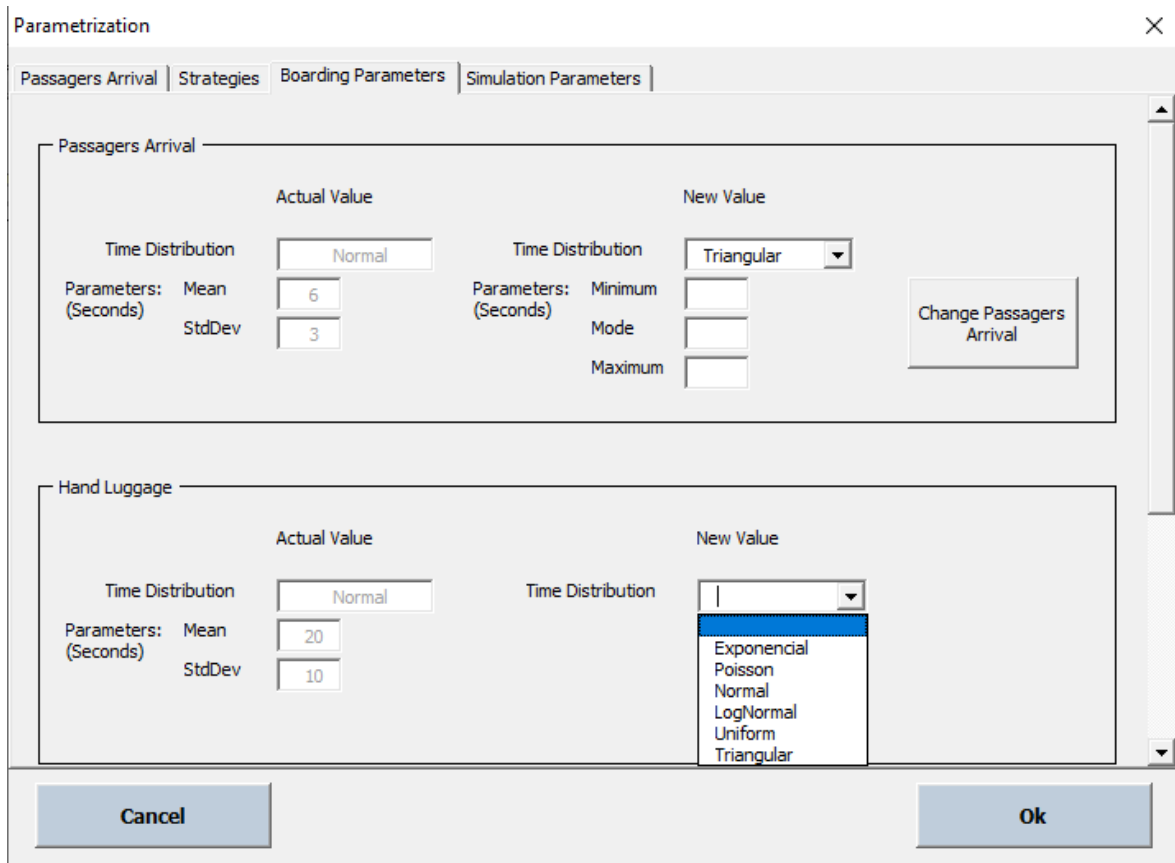 Parametrization
Passagers Arrival Strategies Boarding Parameters Simulation Parameters
Passagers Arrival
Actual Value New Value
Time Distribution Normal Time Distribution Triangular
Parameters: Mean 6 Parameters: Minimum
(Seconds) (Seconds)
StdDev 3 Mode
Maximum
Change Passagers
Arrival
Hand Luggage
Actual Value New Value
Time Distribution Normal Time Distribution
Parameters: Mean 20
(Seconds)
StdDev 10
Exponencial
Poisson
Normal
LogNormal
Uniform
Triangular
Cancel Ok